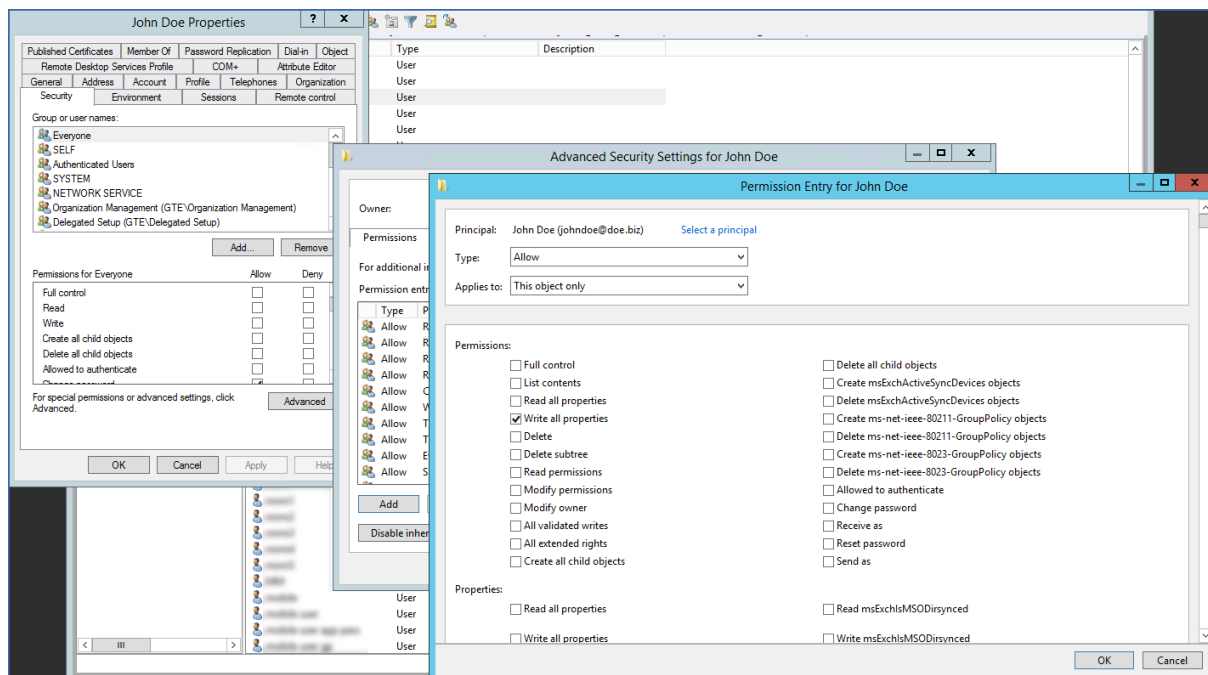 John Doe Properties
? x
Published Certificates Member Of Password Replication Dial-in Object
Remote Desktop Services Profile COM+ Attribute Editor
General Address Account Profile Telephones Organization
Security Environment Sessions Remote control
Group or user names:
Everyone
SELF
Authenticated Users
SYSTEM
NETWORK SERVICE
Organization Management (GTE\Organization Management)
Delegated Setup (GTE\Delegated Setup)
Add... Remove
Permissions for Everyone Allow Deny
Full control
Read
Write
Create all child objects
Delete all child objects
Allowed to authenticate
Change password
For special permissions or advanced settings, click
Advanced.
Advanced
OK Cancel Apply Help
Type Description
User
User
User
User
User
Advanced Security Settings for John Doe
Owner:
Permissions
For additional in
Permission entr
Type P
Allow R
Allow R
Allow R
Allow R
Allow C
Allow W
Allow T
Allow T
Allow E
Allow S
Add
Disable inher
Permission Entry for John Doe
Principal: John Doe (johndoe@doe.biz) Select a principal
Type: Allow
Applies to: This object only
Permissions:
Full control Delete all child objects
List contents Create msExchActiveSyncDevices objects
Read all properties Delete msExchActiveSyncDevices objects
Write all properties Create ms-net-ieee-80211-GroupPolicy objects
Delete Delete ms-net-ieee-80211-GroupPolicy objects
Delete subtree Create ms-net-ieee-8023-GroupPolicy objects
Read permissions Delete ms-net-ieee-8023-GroupPolicy objects
Modify permissions Allowed to authenticate
Modify owner Change password
All validated writes Receive as
All extended rights Reset password
Create all child objects Send as
Properties:
Read all properties Read msExchIsMSODirsynced
Write all properties Write msExchIsMSODirsynced
OK Cancel
User
User
User
User